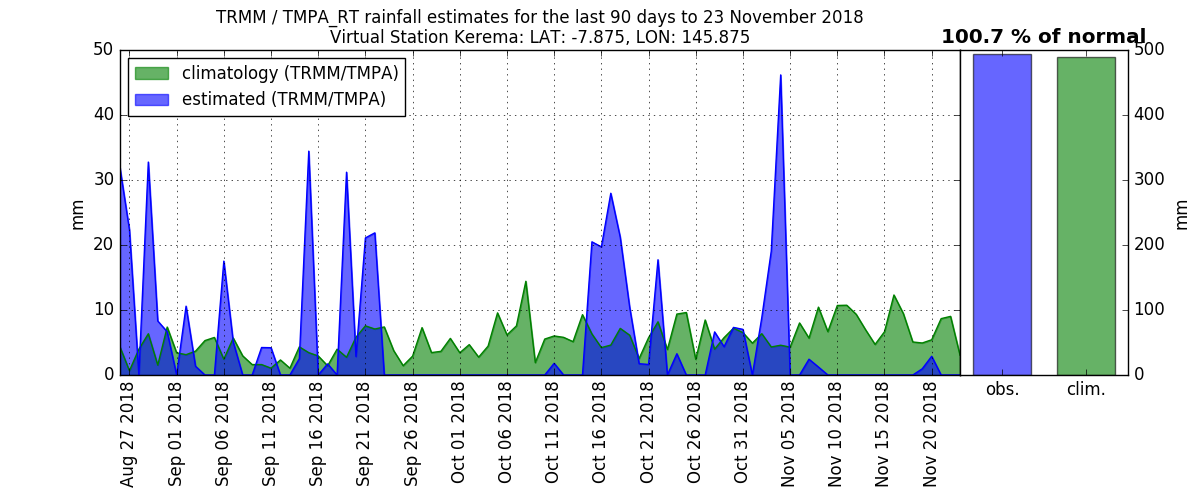 TRMM / TMPA_RT rainfall estimates for the last 90 days to 23 November 2018
Virtual Station Kerema: LAT: -7.875, LON: 145.875
100.7 % of normal
climatology (TRMM/TMPA)
estimated (TRMM/TMPA)
50
40
30
20
10
0
mm
500
400
300
200
100
0
mm
Aug 27 2018
Sep 01 2018
Sep 06 2018
Sep 11 2018
Sep 16 2018
Sep 21 2018
Sep 26 2018
Oct 01 2018
Oct 06 2018
Oct 11 2018
Oct 16 2018
Oct 21 2018
Oct 26 2018
Oct 31 2018
Nov 05 2018
Nov 10 2018
Nov 15 2018
Nov 20 2018
obs.
clim.